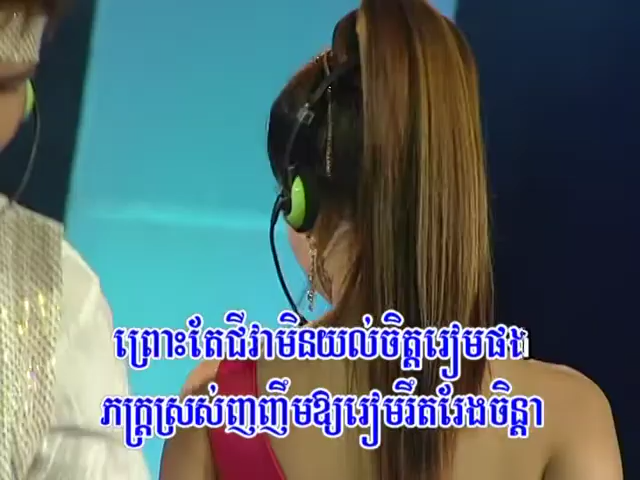 ព្រោះតែជីវាមិនយល់ចិត្តរៀមផង
ភក្ត្រស្រស់ញញឹមឱ្យរៀមរឹតរែងចិន្តា